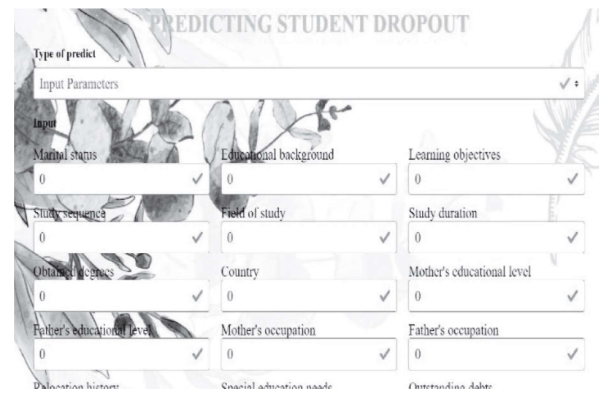 PREDICTING STUDENT DROPOUT
Type of predict
Input Parameters
Input
Marital status Educational background Learning objectives
0 0 0
Study sequence Field of study Study duration
0 0 0
Obtained degrees Country Mother's educational level
0 0 0
Father's educational level Mother's occupation Father's occupation
0 0 0
Relocation history Special education needs Outstanding debts